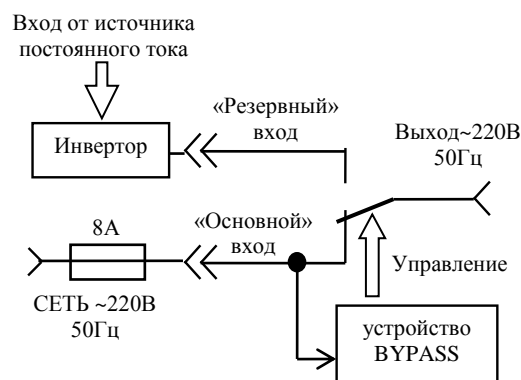 Вход от источника
постоянного тока
«Резервный»
вход
Инвертор
Выход~220В
50Гц
8А
«Основной»
вход
СЕТЬ ~220В
50Гц
Управление
устройство
BYPASS